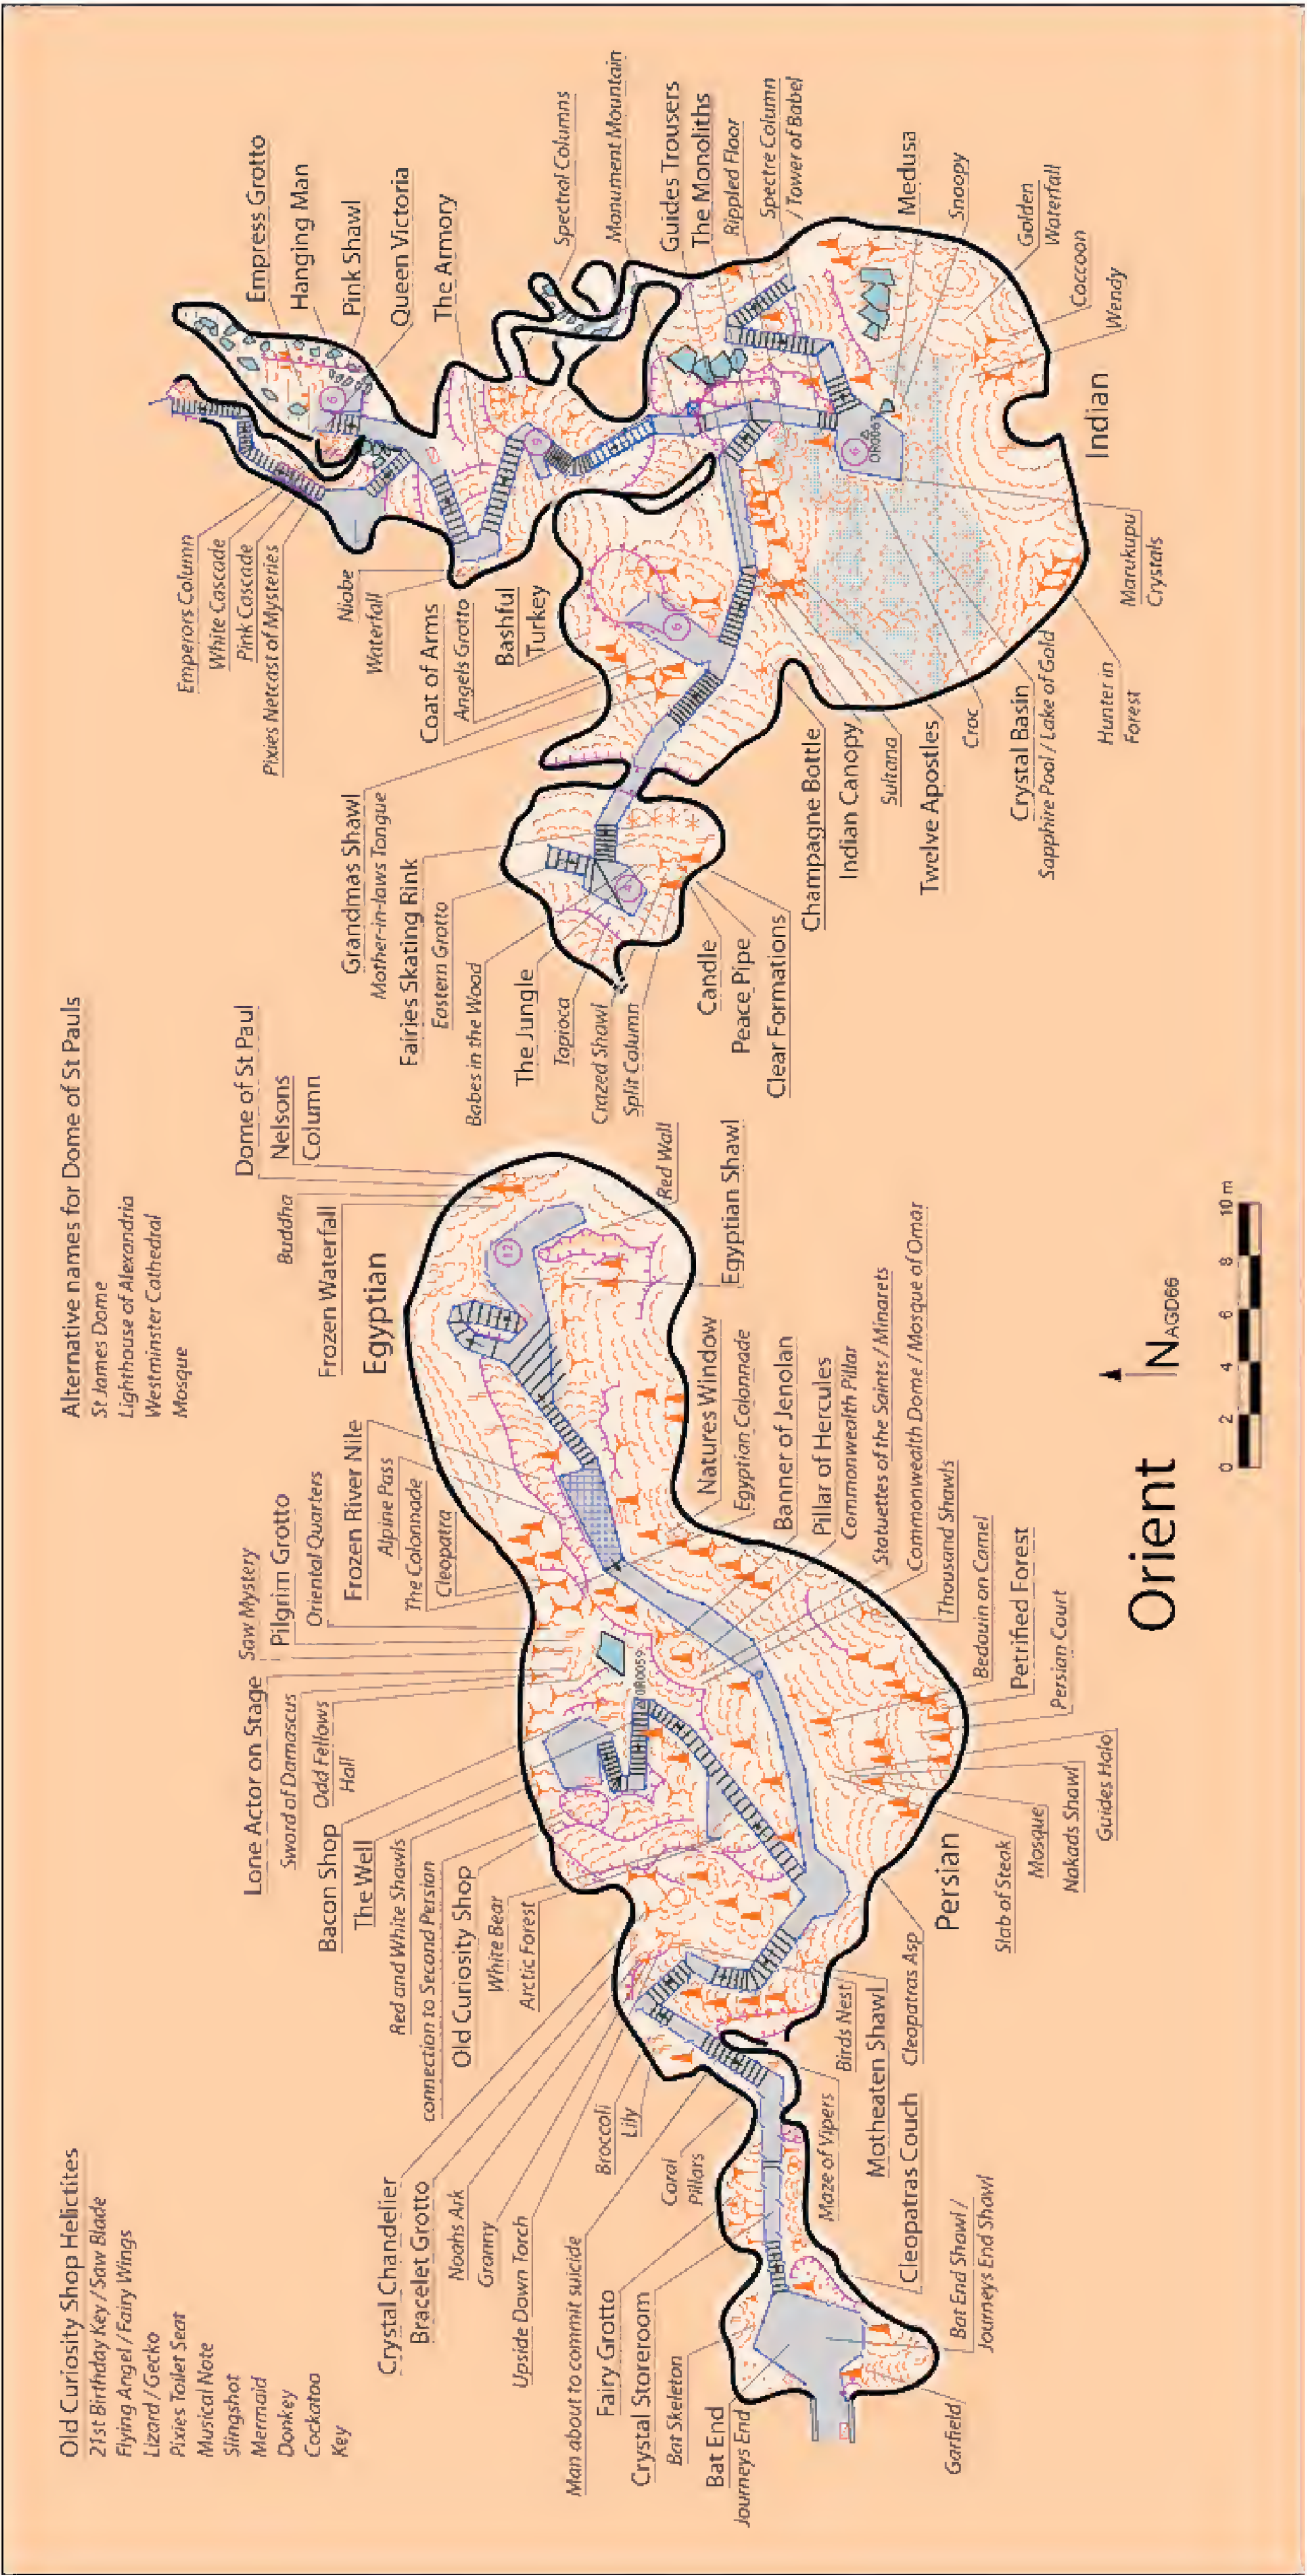 Old Curiosity Shop Helictites
21st Birthday Key / Saw Blade
Flying Angel / Fairy Wings
Lizard / Gecko
Pixies Toilet Seat
Musical Note
Slingshot
Mermaid
Donkey
Cockatoo
Key
Alternative names for Dome of St Pauls
St James Dome
Lighthouse of Alexandria
Westminster Cathedral
Mosque
Crystal Chandelier
Bracelet Grotto
Noahs Ark
Granny
Upside Down Torch
Man about to commit suicide
Fairy Grotto
Crystal Storeroom
Bat Skeleton
Bat End
Journeys End
Garfield
Broccoli
Lily
Coral
Pillars
Birds Nest
Maze of Vipers
Motheaten Shawl
Cleopatras Couch
Cleopatras Asp
Bat End Shawl /
Journeys End Shawl
Lone Actor on Stage
Sword of Damascus
Odd Fellows
Hall
Bacon Shop
The Well
Red and White Shawls
connection to Second Persian
Old Curiosity Shop
White Bear
Arctic Forest
Saw Mystery
Pilgrim Grotto
Oriental Quarters
Frozen River Nile
Alpine Pass
The Colonnade
Cleopatra
OR0059
Persian
Slab of Steak
Mosque
Nakads Shawl
Guides Halo
Persian Court
Petrified Forest
Bedouin on Camel
Thousand Shawls
Commonwealth Dome / Mosque of Omar
Statuettes of the Saints / Minarets
Commonwealth Pillar
Pillar of Hercules
Banner of Jenolan
Egyptian Colonnade
Natures Window
Dome of St Paul
Nelsons
Column
Buddha
Frozen Waterfall
Egyptian
12
Red Wall
Egyptian Shawl
Emperors Column
White Cascade
Pink Cascade
Pixies Netcast of Mysteries
Niobe
Waterfall
Coat of Arms
Angels Grotto
Bashful
Turkey
Grandmas Shawl
Mother-in-laws Tongue
Fairies Skating Rink
Eastern Grotto
Babes in the Wood
The Jungle
Tapioca
Crazed Shawl
Split Column
Candle
Peace Pipe
Clear Formations
Champagne Bottle
Indian Canopy
Sultana
Twelve Apostles
Croc
Crystal Basin
Sapphire Pool / Lake of Gold
Hunter in
Forest
Marukupu
Crystals
Indian
Empress Grotto
Hanging Man
Pink Shawl
Queen Victoria
The Armory
Spectral Columns
Monument Mountain
Guides Trousers
The Monoliths
Rippled Floor
Spectre Column
/ Tower of Babel
Medusa
Snoopy
Golden
Waterfall
Coccoon
Wendy
Orient
N AGD66
0 2 4 6 8 10 m